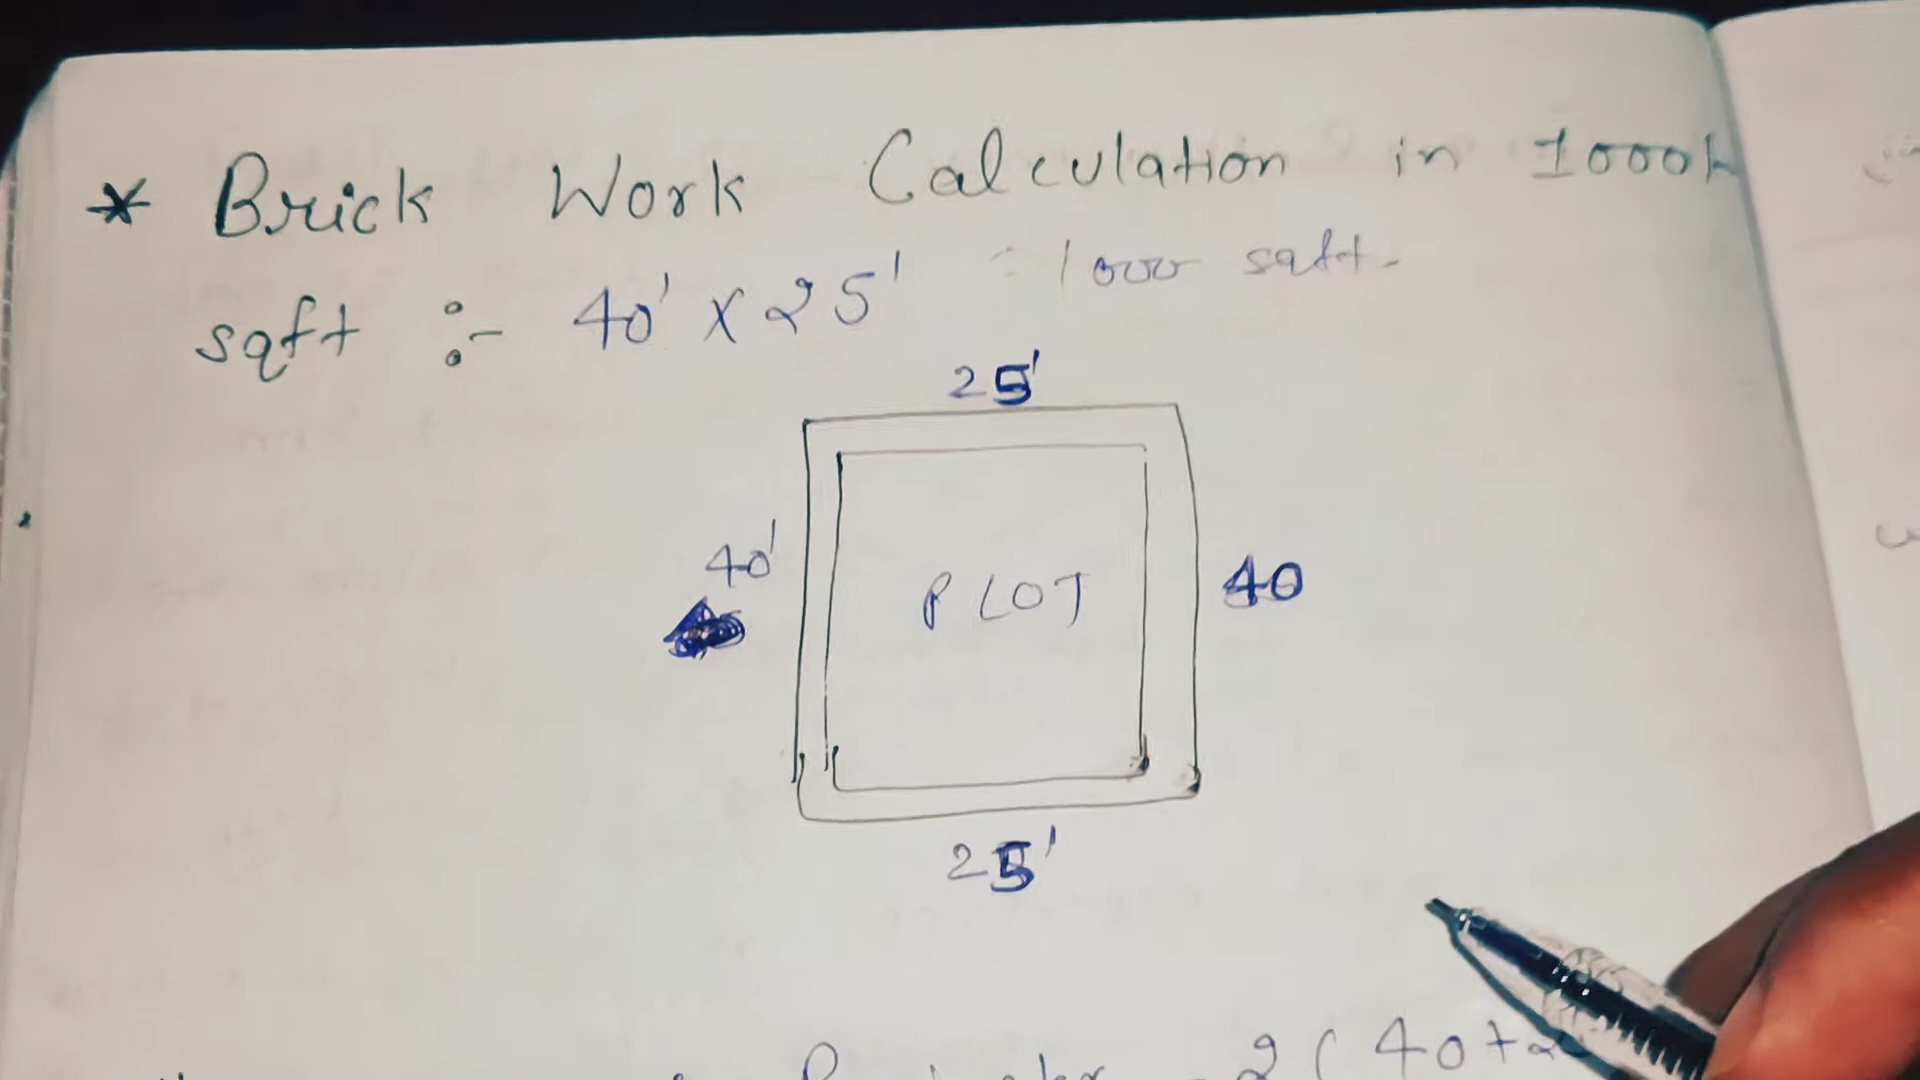 * Brick Work Calculation in 1000
sqft :- 40' x 25' = 1000 sqft.
25'
40' PLOT 40
25'
2 ( 40 +